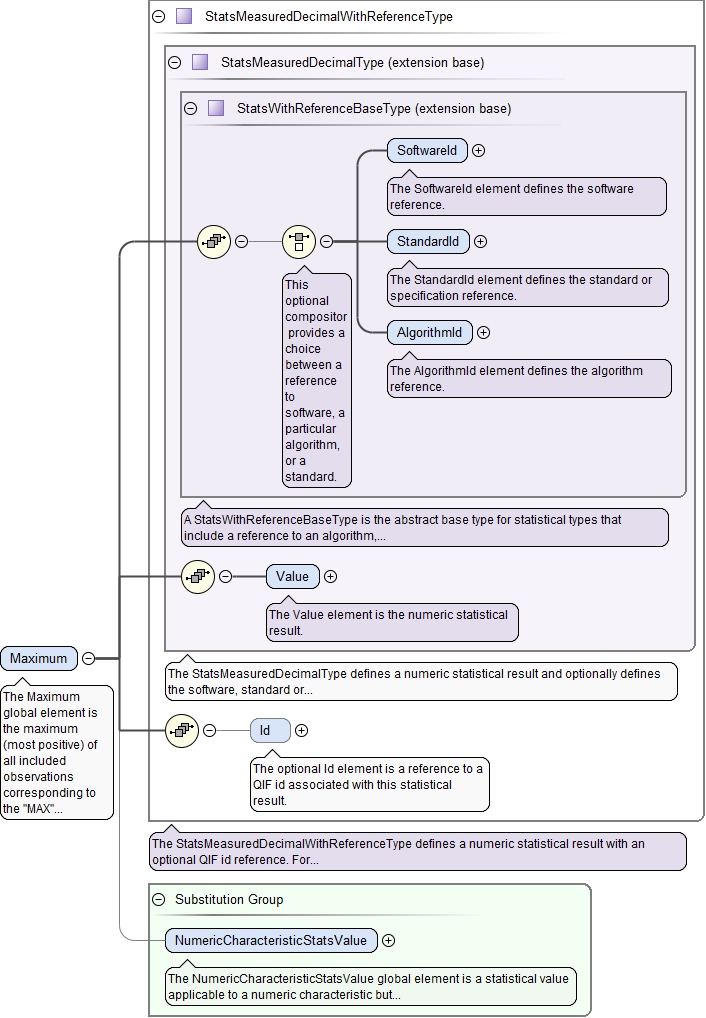 StatsMeasuredDecimalWithReferenceType
StatsMeasuredDecimalType (extension base)
StatsWithReferenceBaseType (extension base)
SoftwareId
The SoftwareId element defines the software
reference.
StandardId
The StandardId element defines the standard or
specification reference.
AlgorithmId
The AlgorithmId element defines the algorithm
reference.
This
optional
compositor
provides a
choice
between a
reference
to
software, a
particular
algorithm,
or a
standard.
A StatsWithReferenceBaseType is the abstract base type for statistical types that
include a reference to an algorithm,...
Value
The Value element is the numeric statistical
result.
The StatsMeasuredDecimalType defines a numeric statistical result and optionally defines
the software, standard or...
Maximum
The Maximum
global element is
the maximum
(most positive) of
all included
observations
corresponding to
the "MAX"...
Id
The optional Id element is a reference to a
QIF id associated with this statistical
result.
The StatsMeasuredDecimalWithReferenceType defines a numeric statistical result with an
optional QIF id reference. For...
Substitution Group
NumericCharacteristicStatsValue
The NumericCharacteristicStatsValue global element is a statistical value
applicable to a numeric characteristic but...